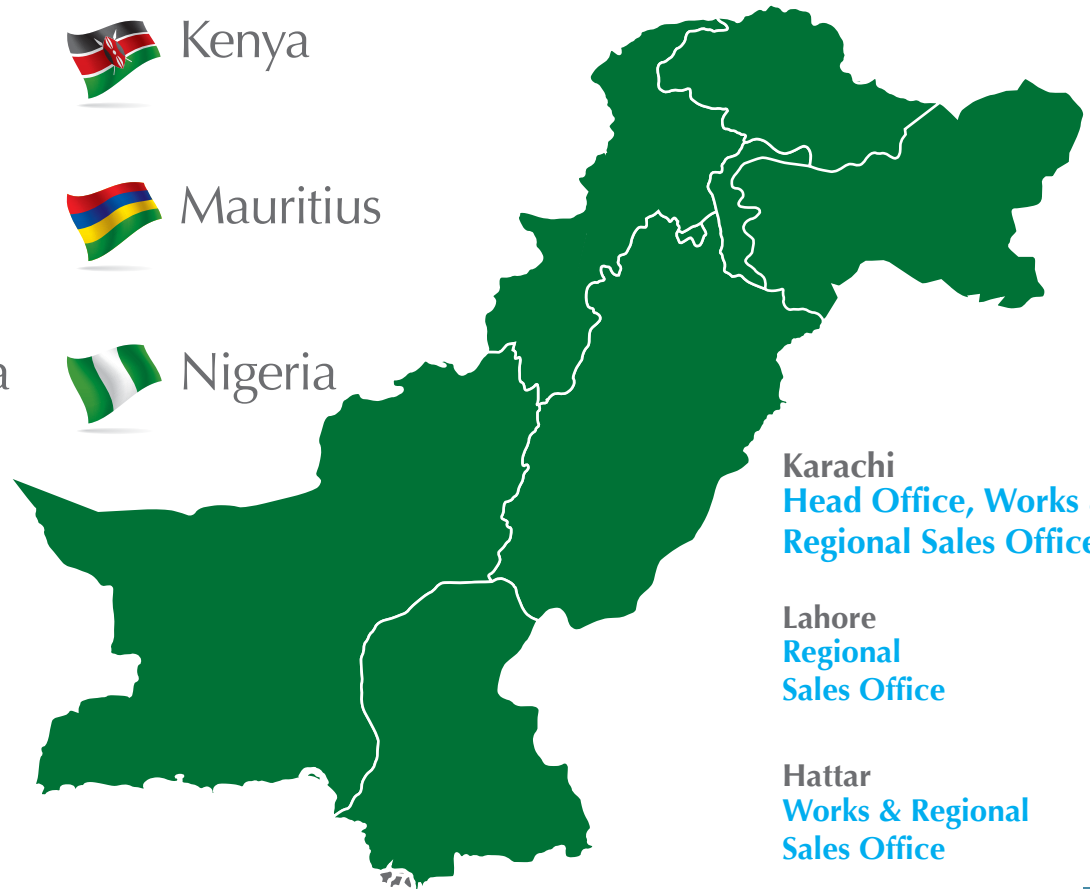 Kenya
Mauritius
a
Nigeria
Karachi
Head Office, Works
Regional Sales Office
Lahore
Regional
Sales Office
Hattar
Works & Regional
Sales Office